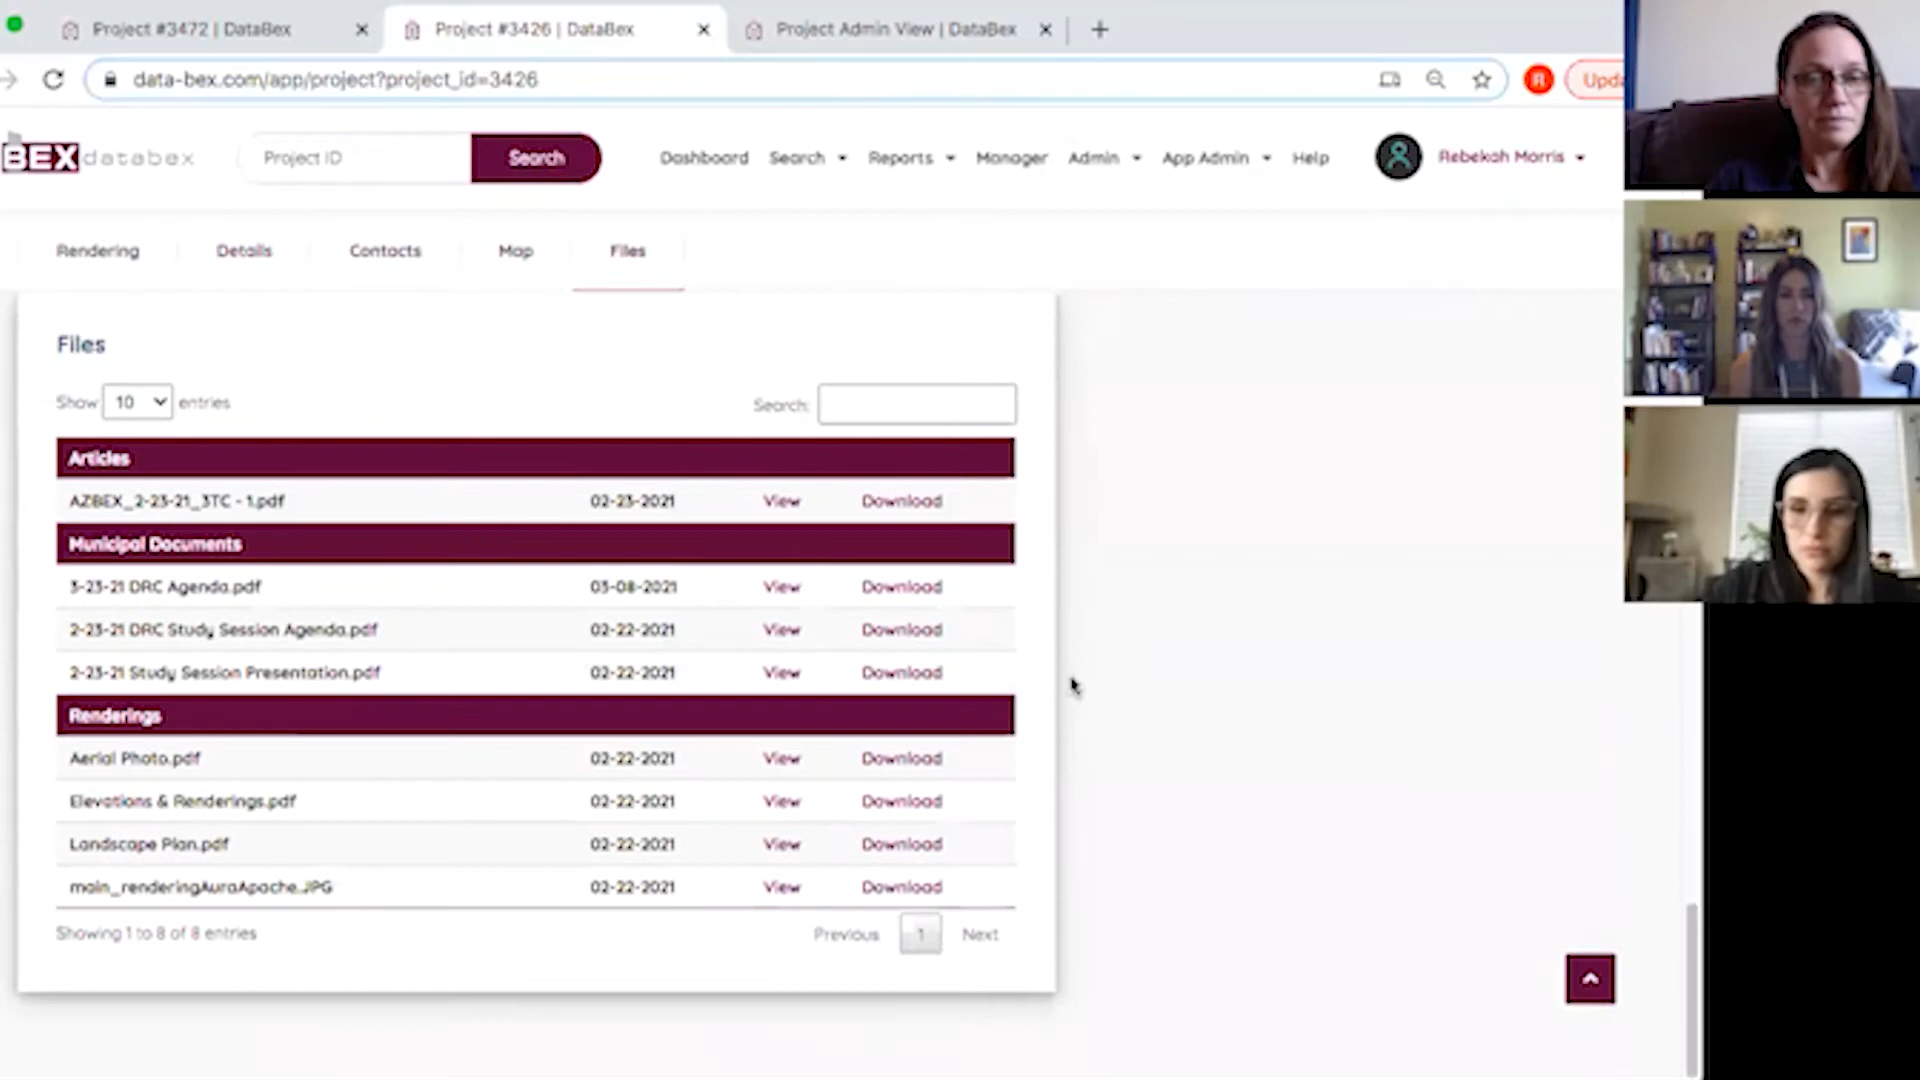 Project #3472 | DataBex
Project #3426 | DataBex
Project Admin View | DataBex
data-bex.com/app/project?project_id=3426
BEX databex
Project ID
Search
Dashboard
Search
Reports
Manager
Admin
App Admin
Help
Rebekah Morris
Rendering
Details
Contacts
Map
Files
Files
Show 10 entries
Search:
Articles
AZBEX_2-23-21_3TC - 1.pdf 02-23-2021 View Download
Municipal Documents
3-23-21 DRC Agenda.pdf 03-08-2021 View Download
2-23-21 DRC Study Session Agenda.pdf 02-22-2021 View Download
2-23-21 Study Session Presentation.pdf 02-22-2021 View Download
Renderings
Aerial Photo.pdf 02-22-2021 View Download
Elevations & Renderings.pdf 02-22-2021 View Download
Landscape Plan.pdf 02-22-2021 View Download
main_renderingAuraApache.JPG 02-22-2021 View Download
Showing 1 to 8 of 8 entries
Previous 1 Next